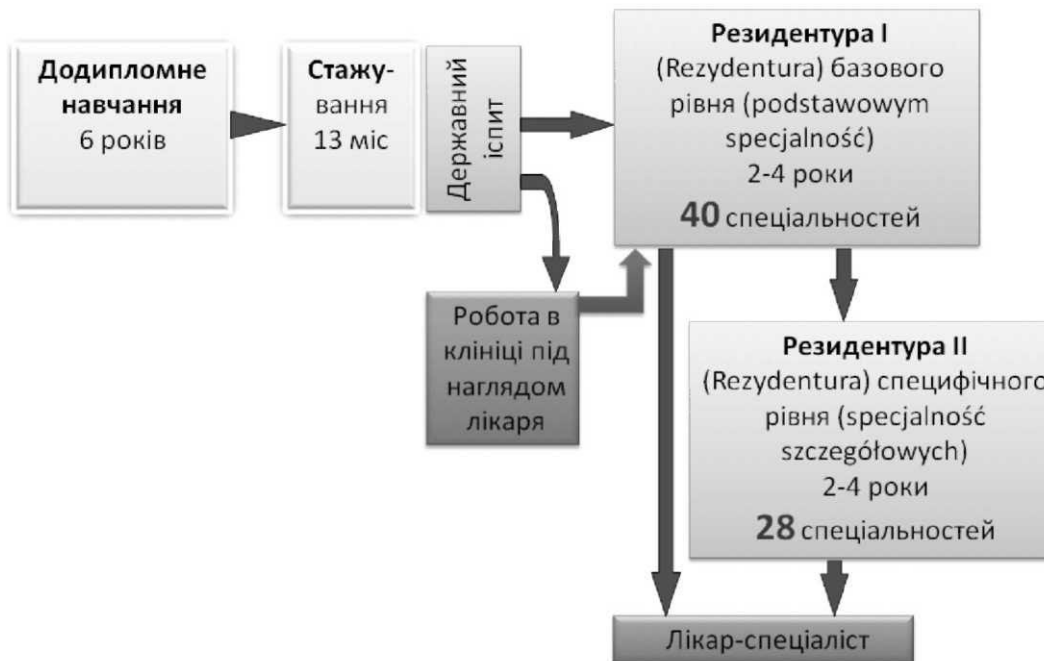 Додипломне
навчання
6 років
Стажу-
вання
13 міс
Державний
іспит
Резидентура I
(Rezydentura) базового
рівня (podstawowym
specjalność)
2-4 роки
40 спеціальностей
Робота в
клініці під
наглядом
лікаря
Резидентура II
(Rezydentura) специфічного
рівня (specjalność
szczegółowych)
2-4 роки
28 спеціальностей
Лікар-спеціаліст